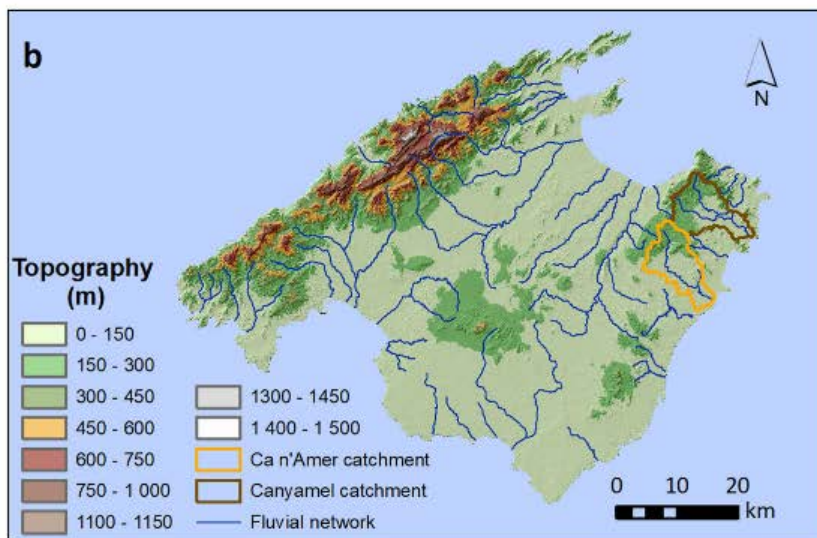 b
N
Topography
(m)
0 - 150
150 - 300
300 - 450
450 - 600
600 - 750
750 - 1 000
1100 - 1150
1300 - 1450
1 400 - 1 500
Ca n'Amer catchment
Canyamel catchment
Fluvial network
0 10 20
km